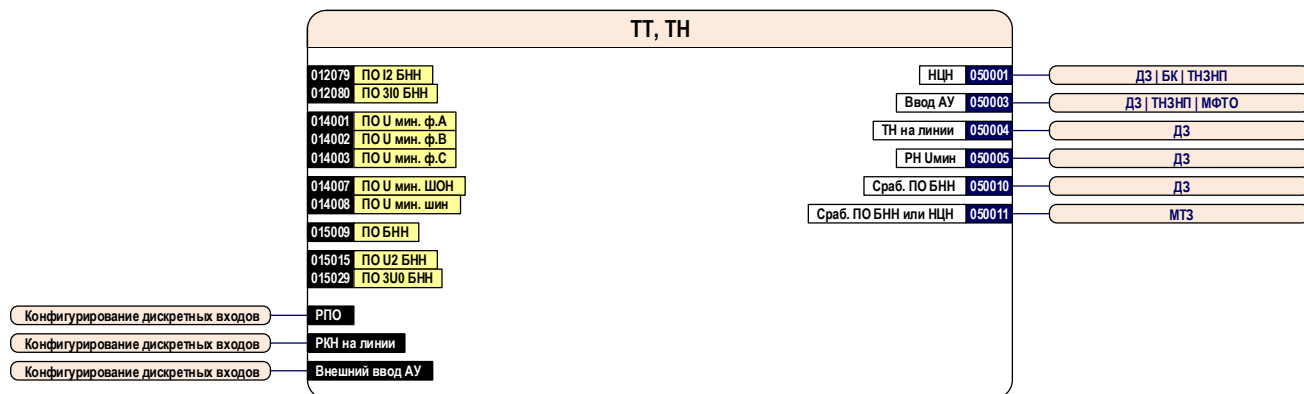 ТТ, ТН
012079 ПО I2 БНН
012080 ПО 3I0 БНН
014001 ПО U мин. ф.А
014002 ПО U мин. ф.В
014003 ПО U мин. ф.С
014007 ПО U мин. ШОН
014008 ПО U мин. шин
015009 ПО БНН
015015 ПО U2 БНН
015029 ПО 3U0 БНН
Конфигурирование дискретных входов РПО
Конфигурирование дискретных входов РКН на линии
Конфигурирование дискретных входов Внешний ввод АУ
НЦН 050001 ДЗ | БК | ТНЗНП
Ввод АУ 050003 ДЗ | ТНЗНП | МФТО
ТН на линии 050004 ДЗ
РН Uмин 050005 ДЗ
Сраб. ПО БНН 050010 ДЗ
Сраб. ПО БНН или НЦН 050011 МТЗ